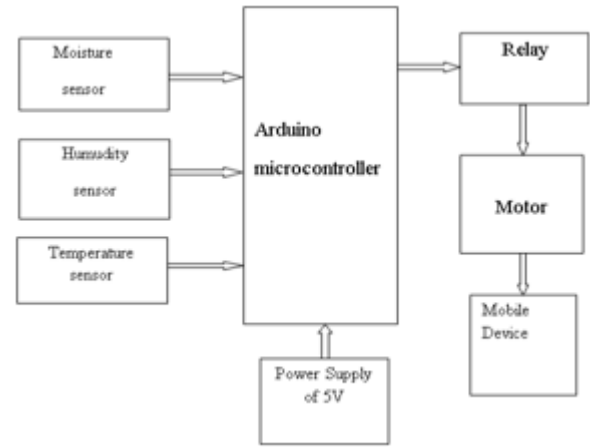 Moisture
sensor
Humudity
sensor
Temperature
sensor
Arduino
microcontroller
Power Supply
of 5V
Relay
Motor
Mobile
Device